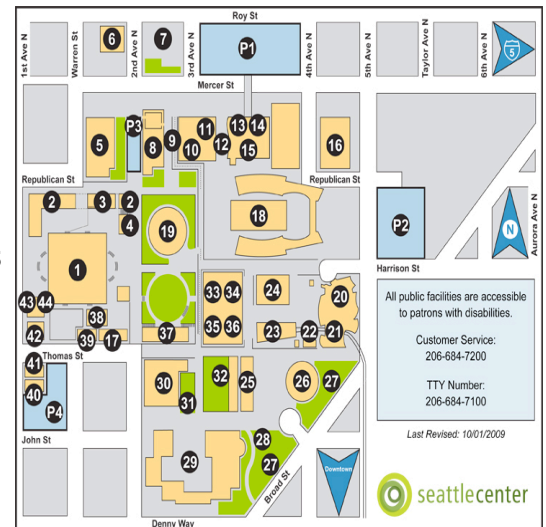 Roy St
1st Ave N
Warren St
6
2nd Ave N
7
3rd Ave N
P1
4th Ave N
5th Ave N
Taylor Ave N
6th Ave N
5
Mercer St
5
P3
8
9
10
11
12
13
14
15
16
Republican St
Republican St
2
3
2
4
18
19
P2
N
Aurora Ave N
1
Harrison St
43
44
33
34
24
20
42
38
39
17
37
35
36
23
22
21
Thomas St
41
40
P4
30
31
32
25
26
27
John St
28
27
29
Broad St
Downtown
Denny Way
All public facilities are accessible
to patrons with disabilities.
Customer Service:
206-684-7200
TTY Number:
206-684-7100
Last Revised: 10/01/2009
seattlecenter